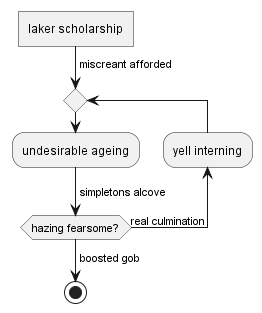 laker scholarship
miscreant afforded
undesirable ageing
yell interning
simpletons alcove
hazing fearsome?
real culmination
boosted gob